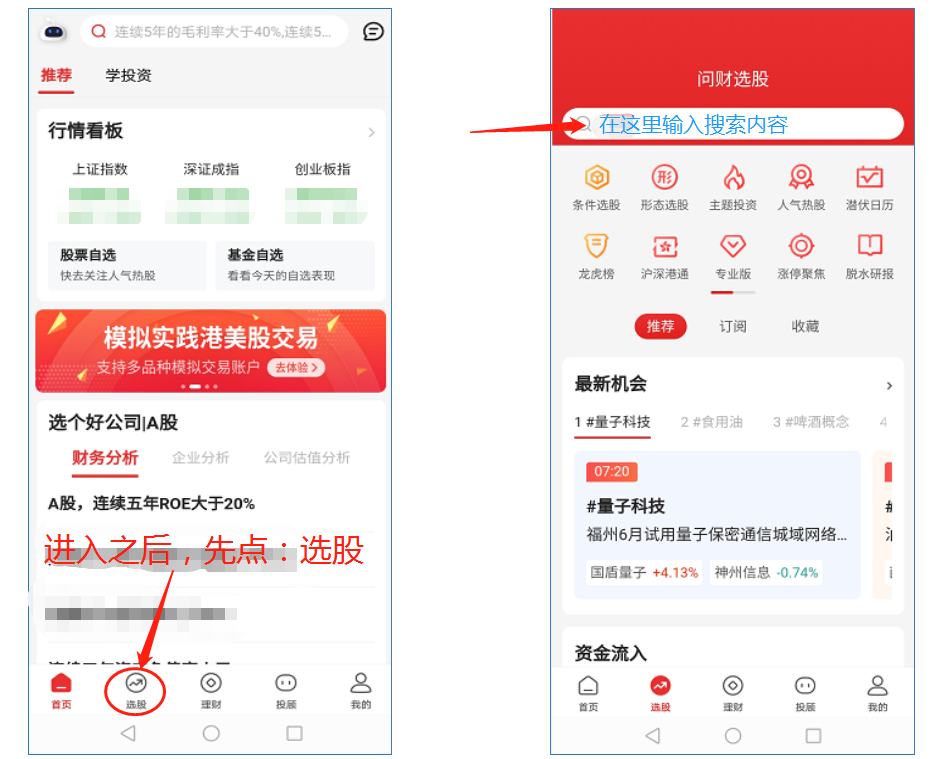 连续5年的毛利率大于40%,连续5...
推荐
学投资
行情看板
上证指数
深证成指
创业板指
股票自选
快去关注人气热股
基金自选
看看今天的自选表现
模拟实践港美股交易
支持多品种模拟交易账户
去体验
选个好公司|A股
财务分析
企业分析
公司估值分析
A股，连续五年ROE大于20%
进入之后，先点：选股
首页
选股
理财
投顾
我的
问财选股
在这里输入搜索内容
条件选股
形态选股
主题投资
人气热股
潜伏日历
龙虎榜
沪深港通
专业版
涨停聚焦
脱水研报
推荐
订阅
收藏
最新机会
1 #量子科技
2 #食用油
3 #啤酒概念
4
07:20
#量子科技
福州6月试用量子保密通信城域网络...
国盾量子 +4.13%
神州信息 -0.74%
资金流入
首页
选股
理财
投顾
我的